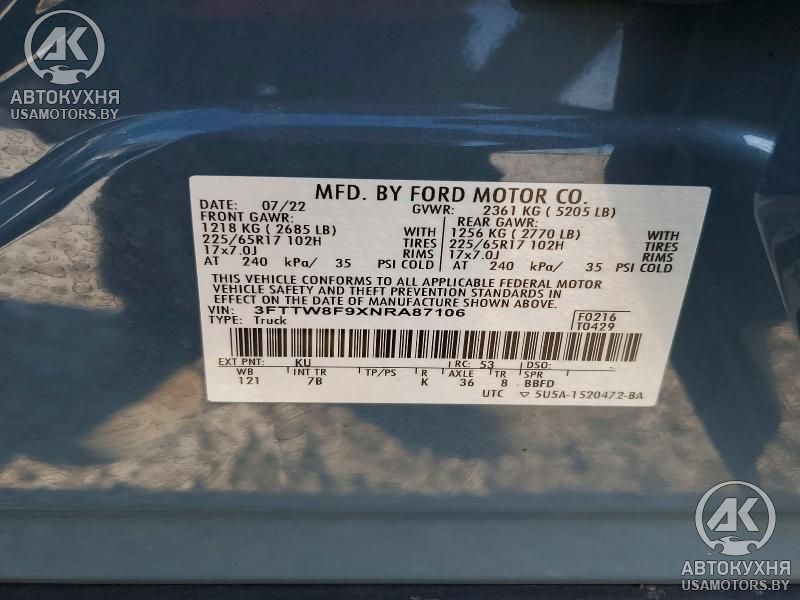 AK
АВТОКУХНЯ
USAMOTORS.BY
MFD. BY FORD MOTOR CO.
DATE: 07/22 GVWR: 2361 KG ( 5205 LB)
FRONT GAWR: REAR GAWR:
1218 KG ( 2685 LB) WITH 1256 KG ( 2770 LB) WITH
225/65R17 102H TIRES 225/65R17 102H TIRES
17x7.0J RIMS 17x7.0J RIMS
AT 240 kPa/ 35 PSI COLD AT 240 kPa/ 35 PSI COLD
THIS VEHICLE CONFORMS TO ALL APPLICABLE FEDERAL MOTOR
VEHICLE SAFETY AND THEFT PREVENTION STANDARDS IN
EFFECT ON THE DATE OF MANUFACTURE SHOWN ABOVE.
VIN: 3FTTW8F9XNRA87106 F0216
TYPE: Truck T0429
EXT PNT: KU RC: 53 DSO:
WB INT TR TP/PS R AXLE TR SPR
121 7B K 36 8 BBFD
UTC ▽ 5U5A-1520472-BA
AK
АВТОКУХНЯ
USAMOTORS.BY